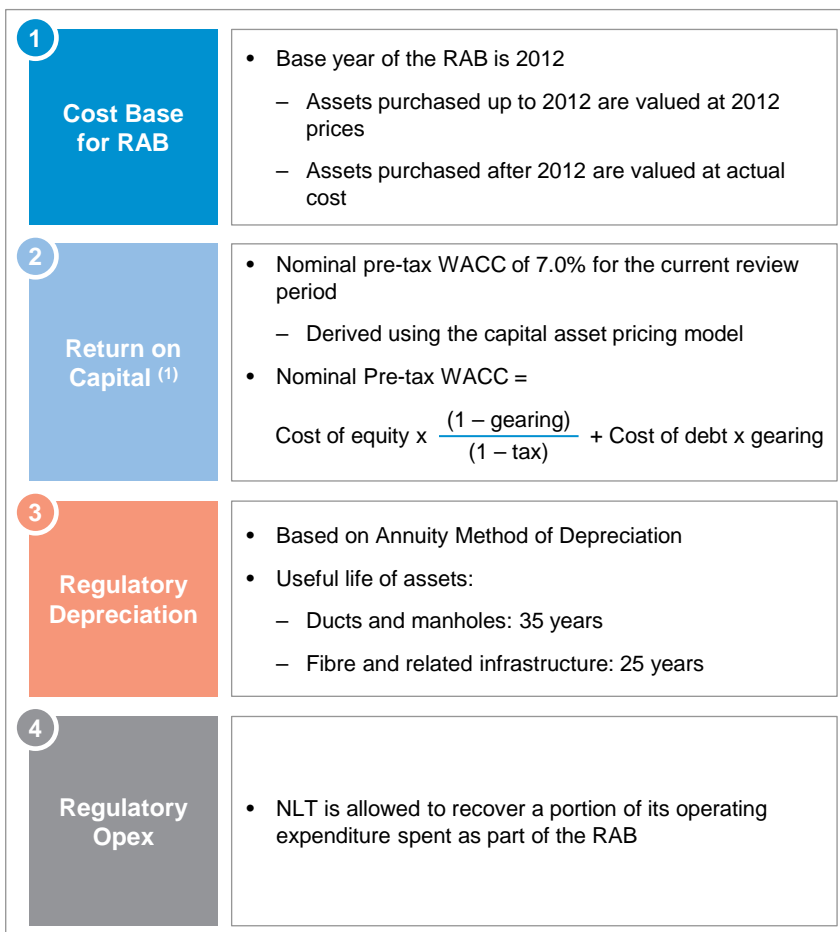 1
Cost Base
for RAB
• Base year of the RAB is 2012
– Assets purchased up to 2012 are valued at 2012
prices
– Assets purchased after 2012 are valued at actual
cost
2
Return on
Capital (1)
• Nominal pre-tax WACC of 7.0% for the current review
period
– Derived using the capital asset pricing model
• Nominal Pre-tax WACC =
(1 – gearing)
Cost of equity x + Cost of debt x gearing
(1 – tax)
3
Regulatory
Depreciation
• Based on Annuity Method of Depreciation
• Useful life of assets:
– Ducts and manholes: 35 years
– Fibre and related infrastructure: 25 years
4
Regulatory
Opex
• NLT is allowed to recover a portion of its operating
expenditure spent as part of the RAB